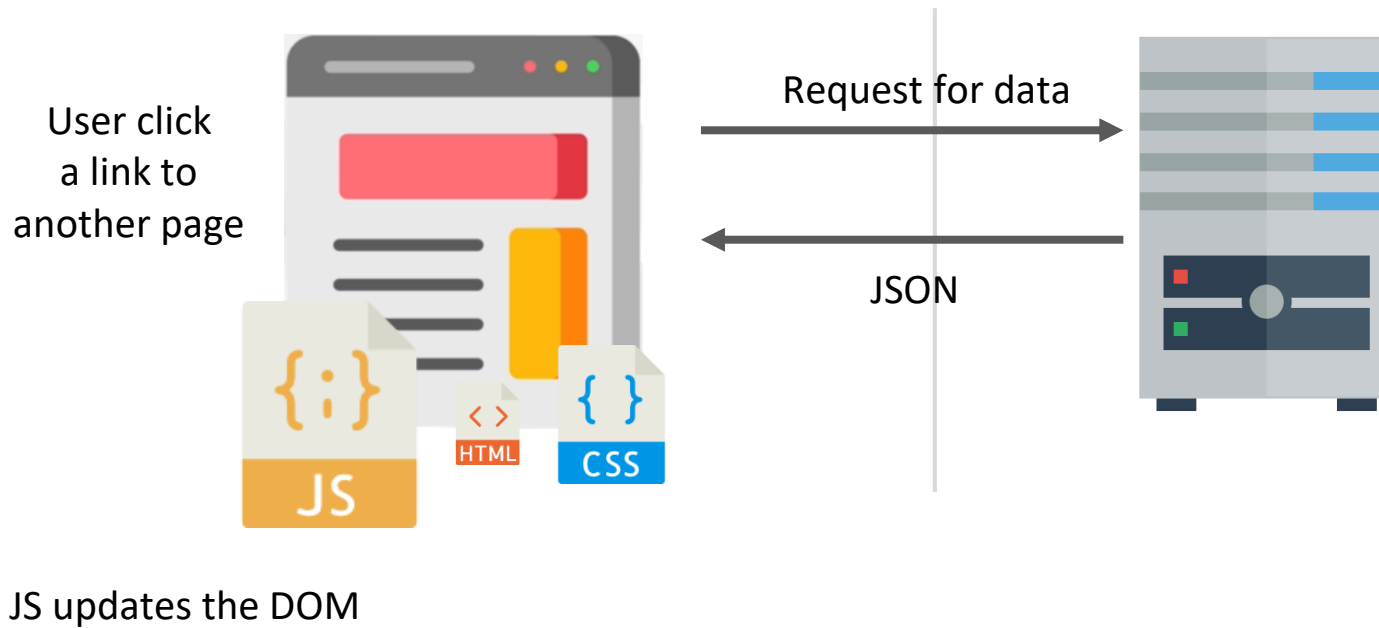 User click
a link to
another page
Request for data
JSON
{;}
JS
< >
HTML
{ }
CSS
JS updates the DOM